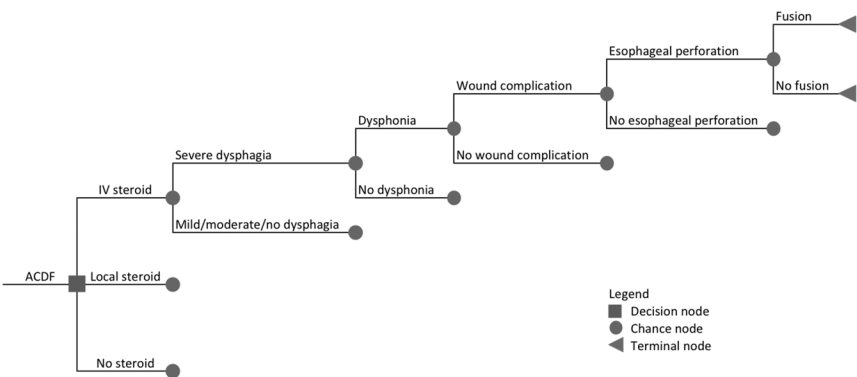 Fusion
Esophageal perforation
Wound complication
No fusion
Dysphonia
No esophageal perforation
Severe dysphagia
No wound complication
IV steroid
No dysphonia
Mild/moderate/no dysphagia
ACDF
Local steroid
Legend
Decision node
Chance node
Terminal node
No steroid